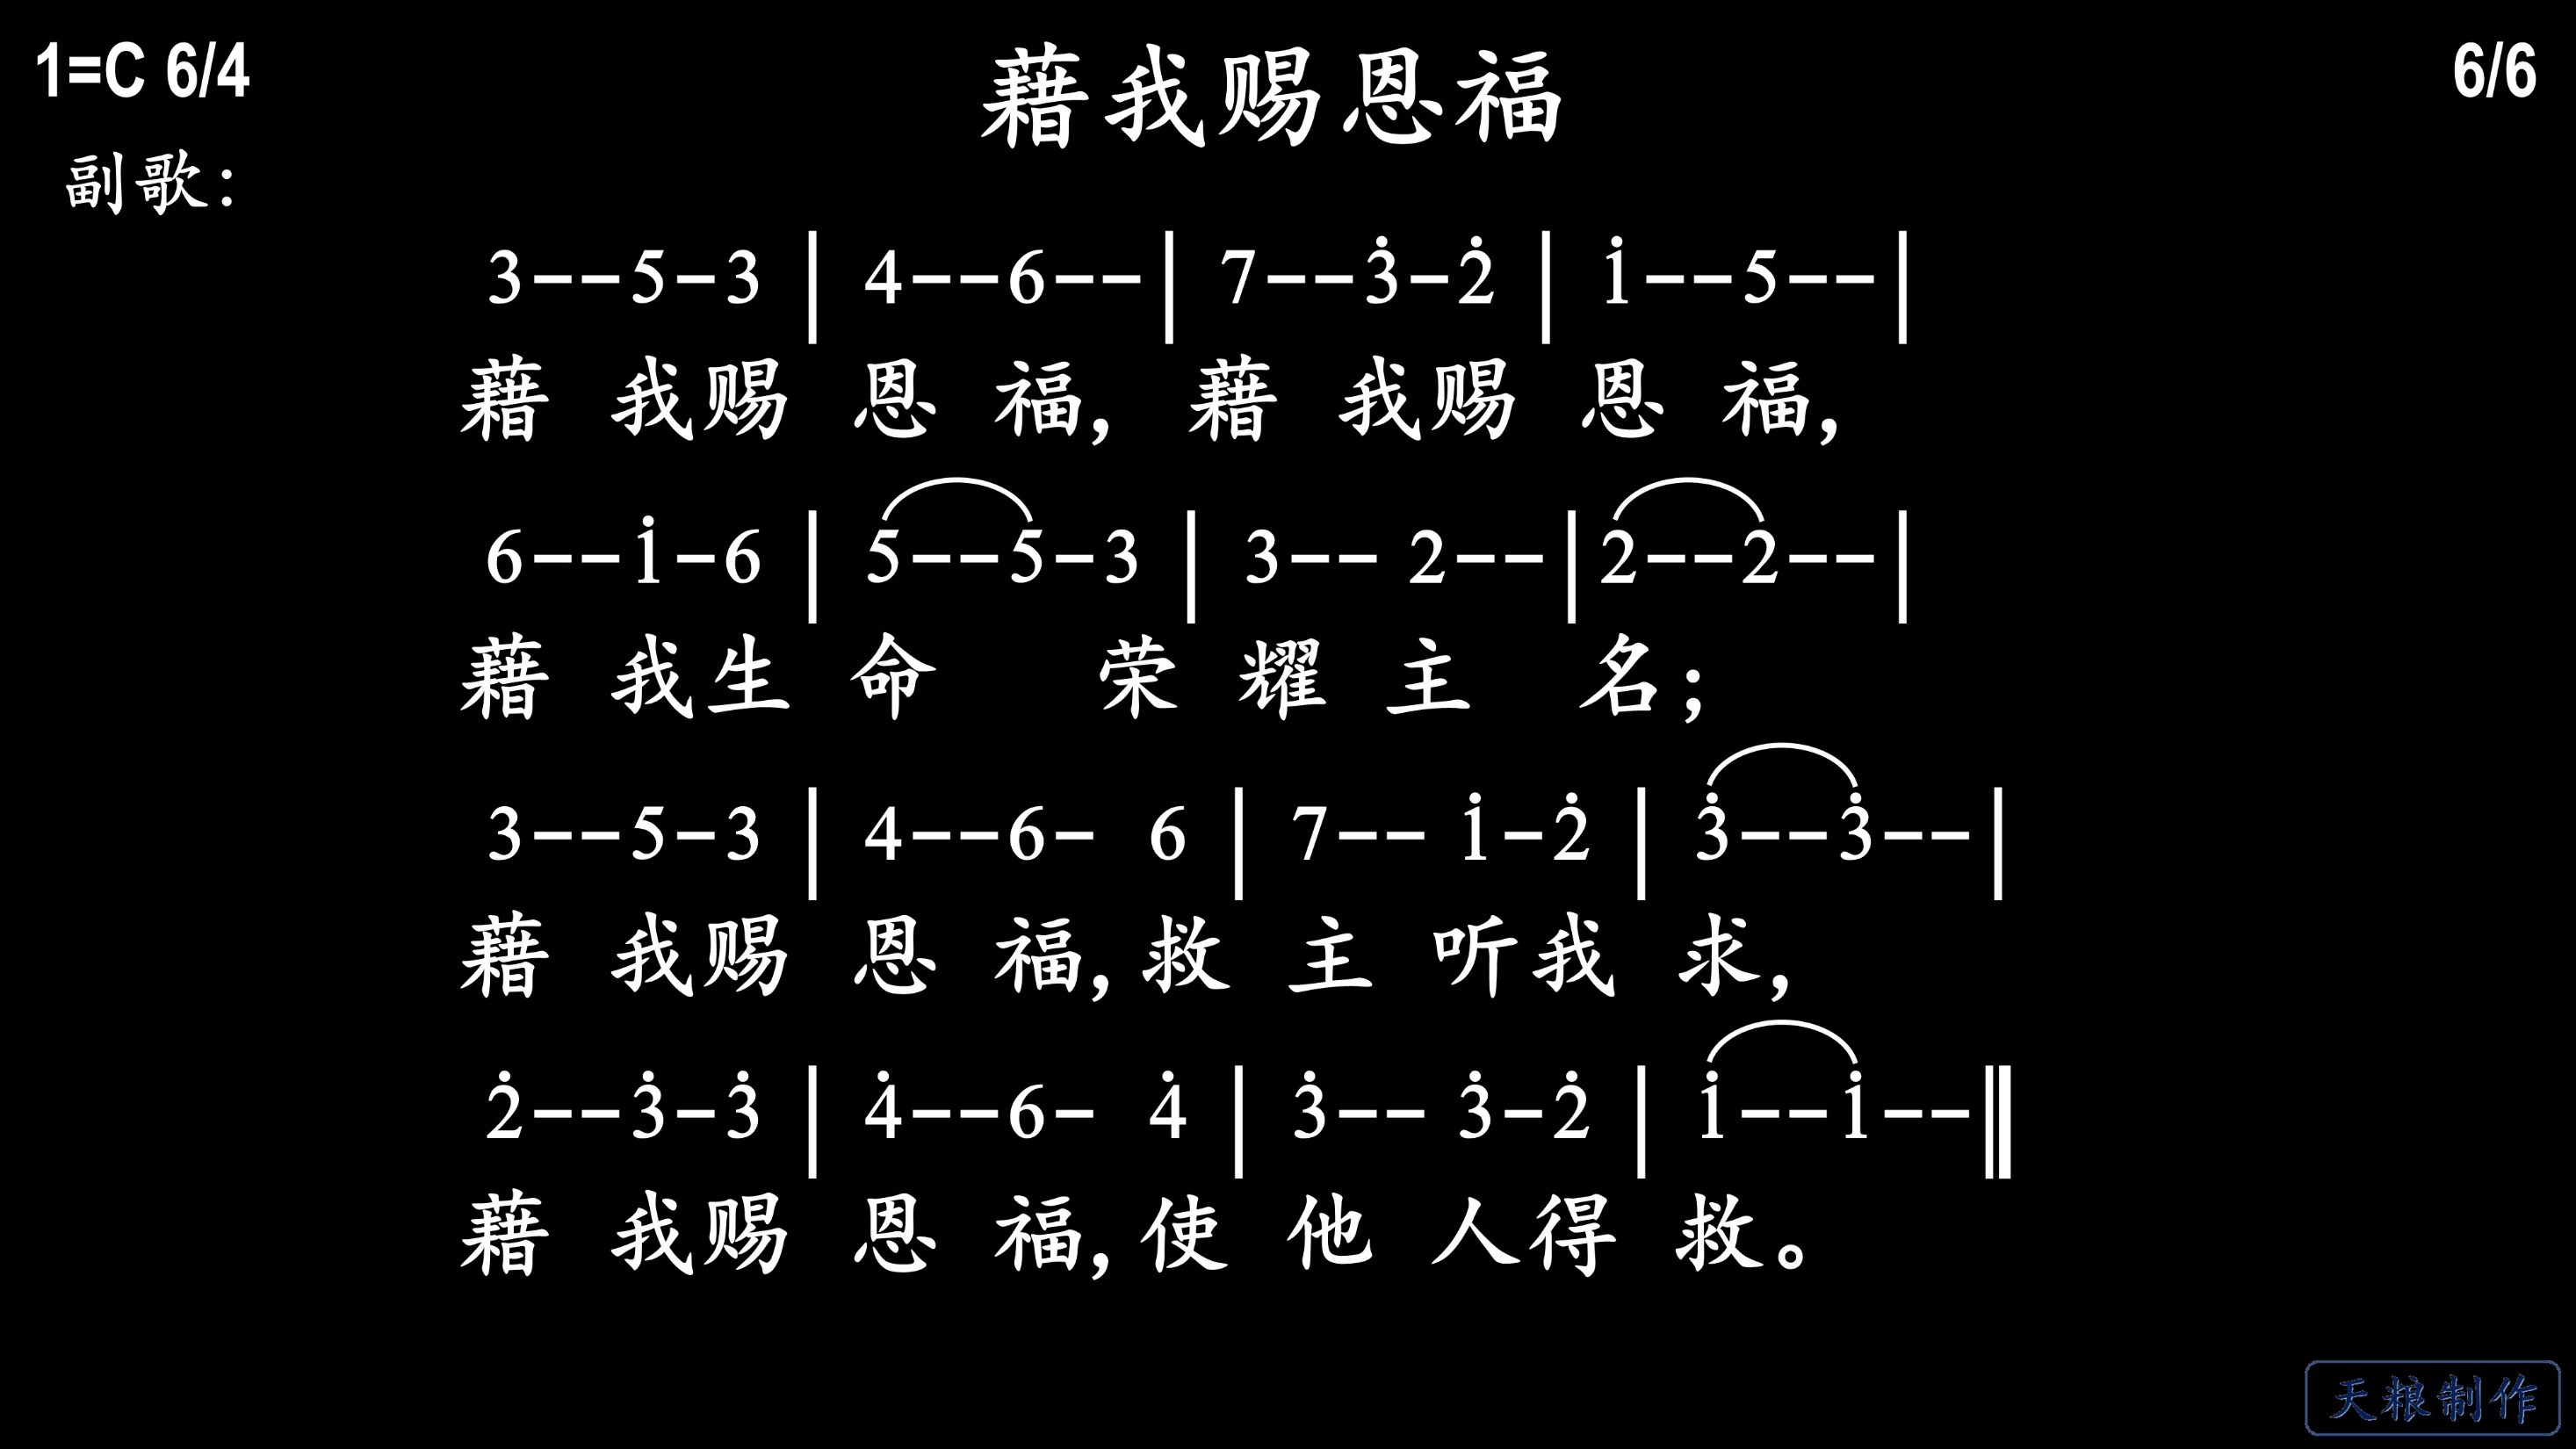 1=C 6/4
藉我赐恩福
6/6
副歌:
3--5-3 | 4--6-- | 7--3̇-2̇ | 1̇--5-- |
藉 我赐 恩 福, 藉 我赐 恩 福,
6--1̇-6 | 5--5-3 | 3-- 2-- | 2--2-- |
藉 我生 命 荣 耀 主 名;
3--5-3 | 4--6- 6 | 7-- 1̇-2̇ | 3̇--3̇-- |
藉 我赐 恩 福,救 主 听我 求,
2̇--3̇-3̇ | 4̇--6- 4̇ | 3̇-- 3̇-2̇ | 1̇--1̇-- ‖
藉 我赐 恩 福,使 他 人得 救。
天粮制作